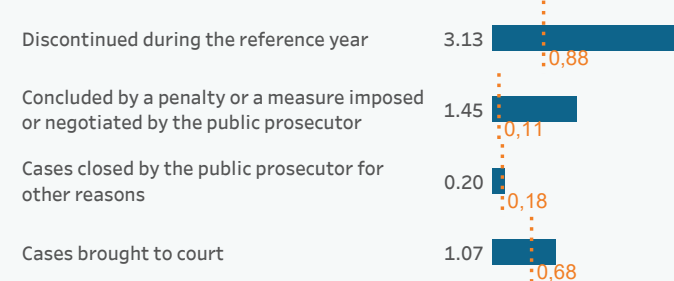 Discontinued during the reference year 3.13
0,88
Concluded by a penalty or a measure imposed
or negotiated by the public prosecutor 1.45
0,11
Cases closed by the public prosecutor for
other reasons 0.20
0,18
Cases brought to court 1.07
0,68